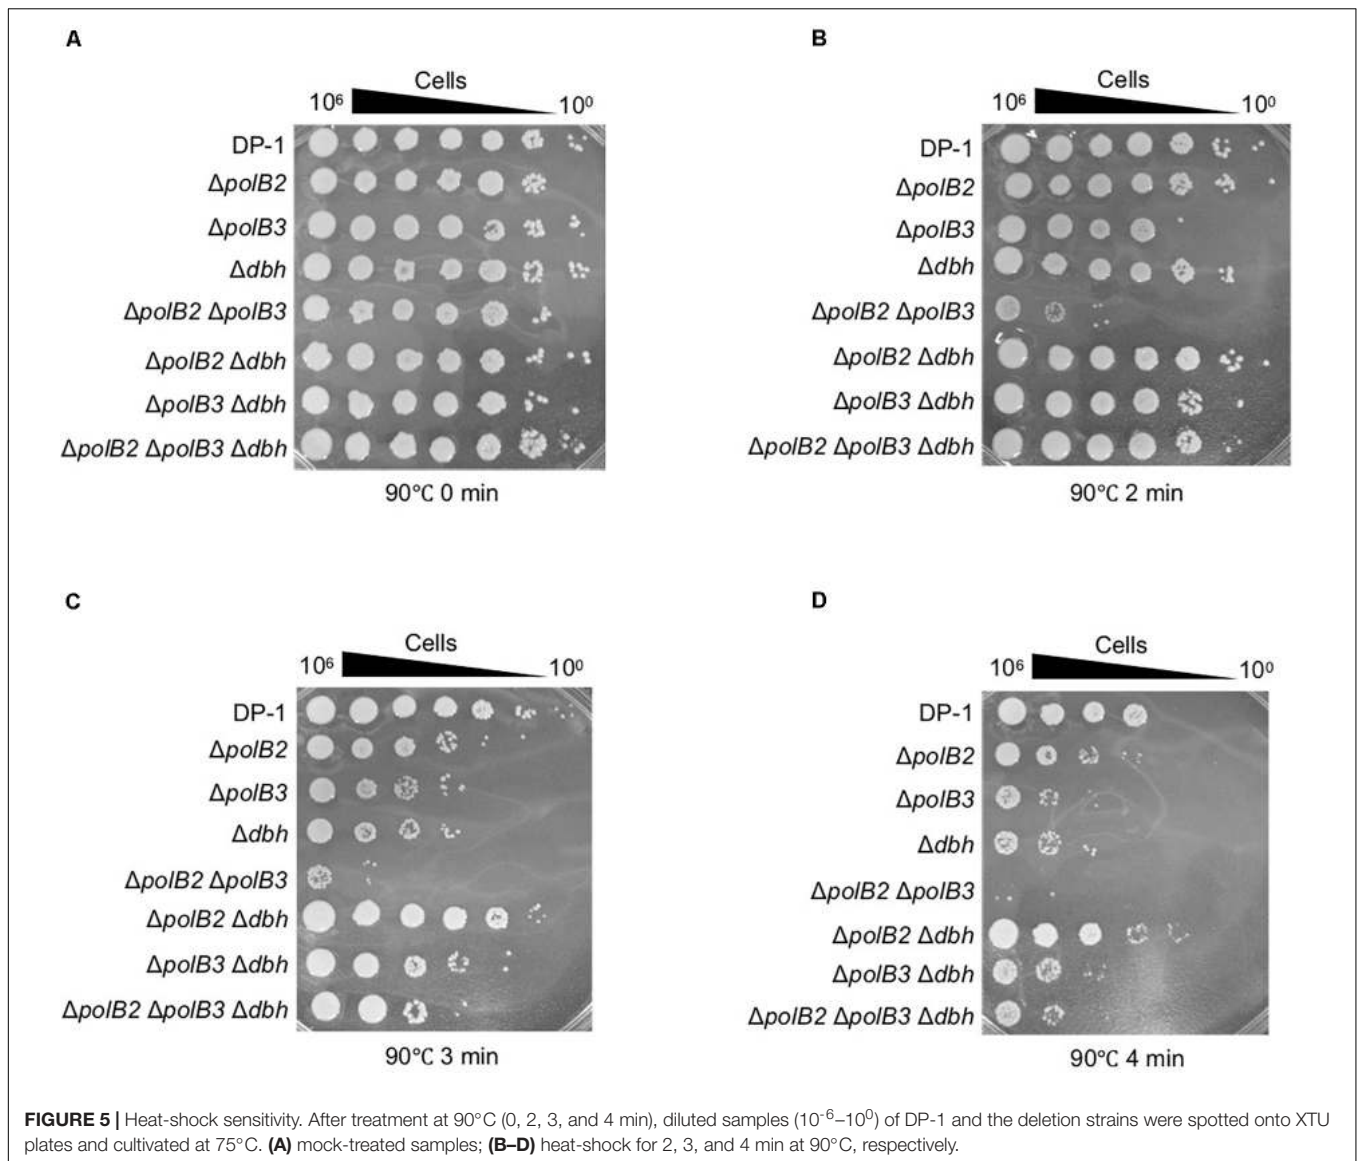 A
Cells
10⁶ 10⁰
DP-1
ΔpolB2
ΔpolB3
Δdbh
ΔpolB2 ΔpolB3
ΔpolB2 Δdbh
ΔpolB3 Δdbh
ΔpolB2 ΔpolB3 Δdbh
90°C 0 min
B
Cells
10⁶ 10⁰
DP-1
ΔpolB2
ΔpolB3
Δdbh
ΔpolB2 ΔpolB3
ΔpolB2 Δdbh
ΔpolB3 Δdbh
ΔpolB2 ΔpolB3 Δdbh
90°C 2 min
C
Cells
10⁶ 10⁰
DP-1
ΔpolB2
ΔpolB3
Δdbh
ΔpolB2 ΔpolB3
ΔpolB2 Δdbh
ΔpolB3 Δdbh
ΔpolB2 ΔpolB3 Δdbh
90°C 3 min
D
Cells
10⁶ 10⁰
DP-1
ΔpolB2
ΔpolB3
Δdbh
ΔpolB2 ΔpolB3
ΔpolB2 Δdbh
ΔpolB3 Δdbh
ΔpolB2 ΔpolB3 Δdbh
90°C 4 min
FIGURE 5 | Heat-shock sensitivity. After treatment at 90°C (0, 2, 3, and 4 min), diluted samples (10⁻⁶–10⁰) of DP-1 and the deletion strains were spotted onto XTU
plates and cultivated at 75°C. (A) mock-treated samples; (B–D) heat-shock for 2, 3, and 4 min at 90°C, respectively.